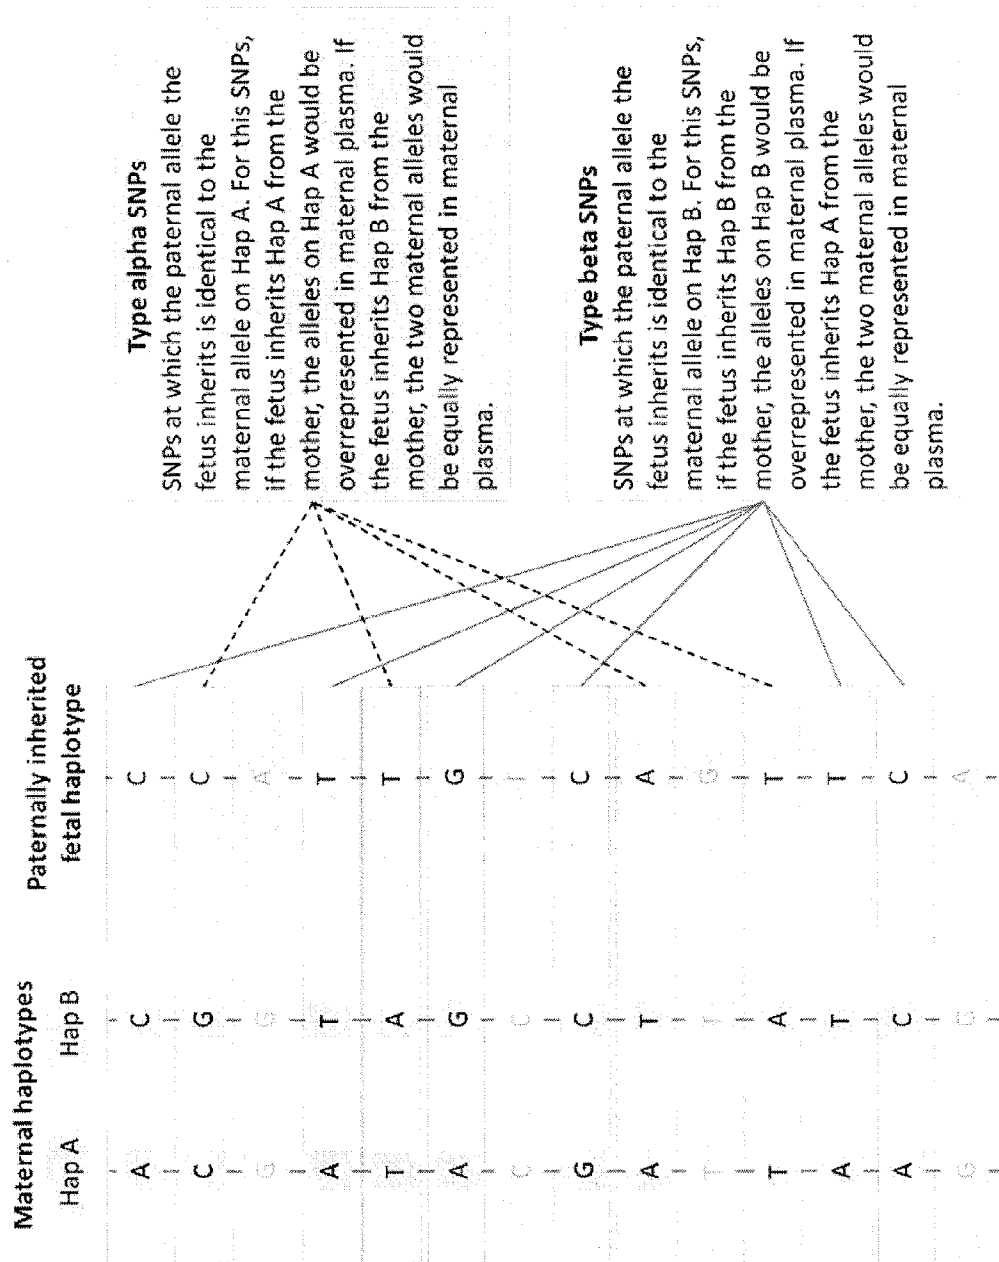 Maternal haplotypes
Hap A Hap B
Paternally inherited
fetal haplotype
A C C
C G C
G G A
A T T
T A T
A G G
C C
G C C
A T A
T T G
T A T
A T T
A C C
G G A
Type alpha SNPs
SNPs at which the paternal allele the
fetus inherits is identical to the
maternal allele on Hap A. For this SNPs,
if the fetus inherits Hap A from the
mother, the alleles on Hap A would be
overrepresented in maternal plasma. If
the fetus inherits Hap B from the
mother, the two maternal alleles would
be equally represented in maternal
plasma.
Type beta SNPs
SNPs at which the paternal allele the
fetus inherits is identical to the
maternal allele on Hap B. For this SNPs,
if the fetus inherits Hap B from the
mother, the alleles on Hap B would be
overrepresented in maternal plasma. If
the fetus inherits Hap A from the
mother, the two maternal alleles would
be equally represented in maternal
plasma.